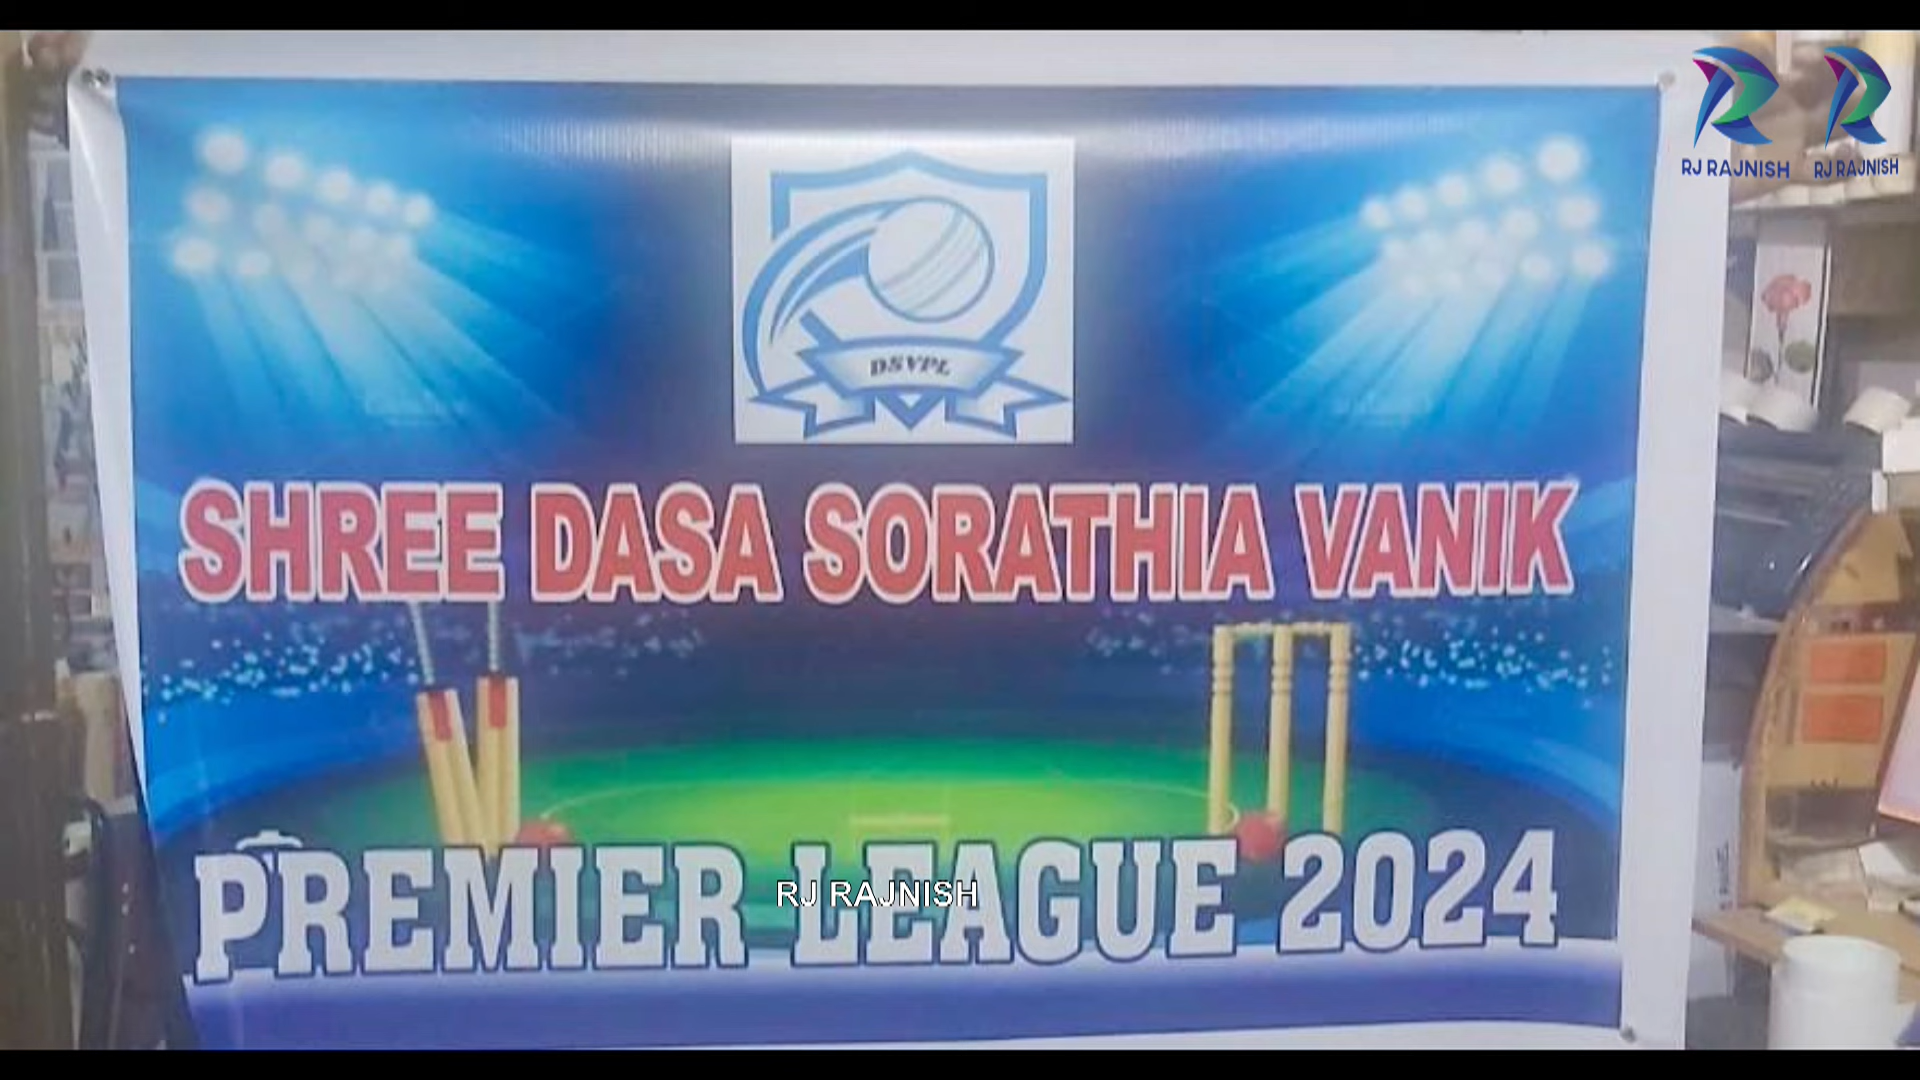 RJ RAJNISH RJ RAJNISH
DSVPL
SHREE DASA SORATHIA VANIK
PREMIER LEAGUE 2024
RJ RAJNISH